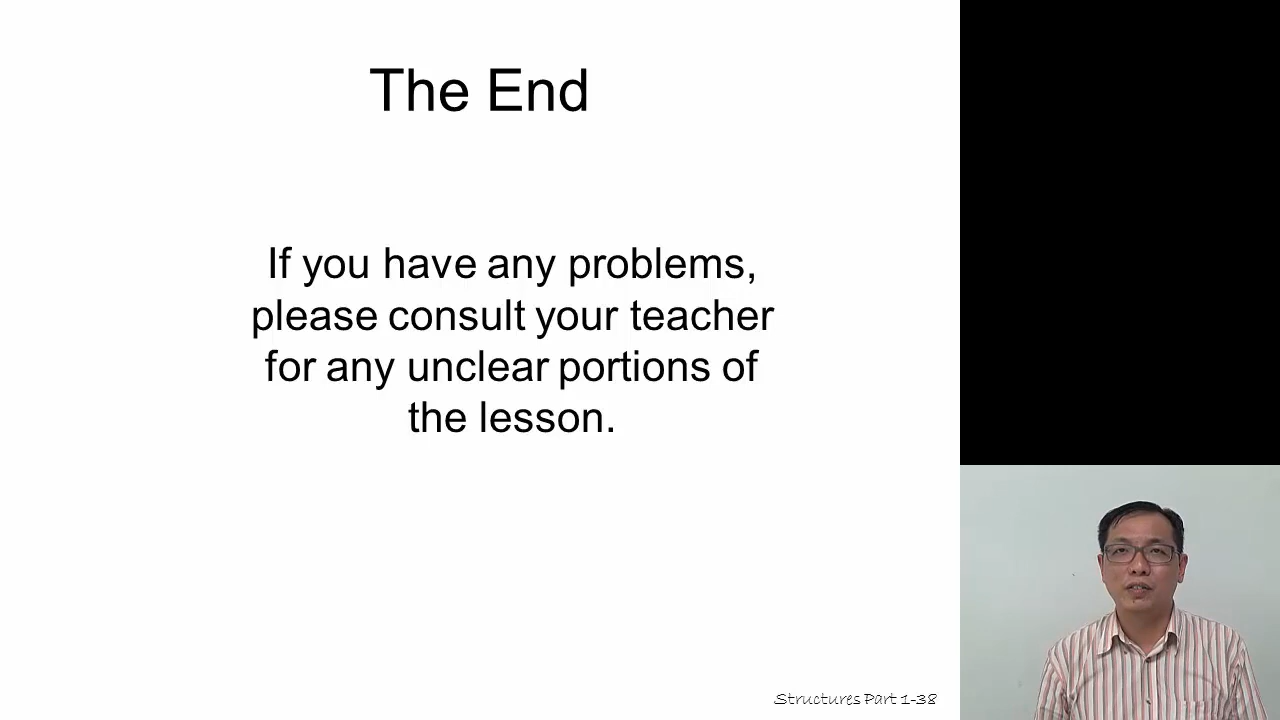 The End
If you have any problems,
please consult your teacher
for any unclear portions of
the lesson.
Structures Part 1-38